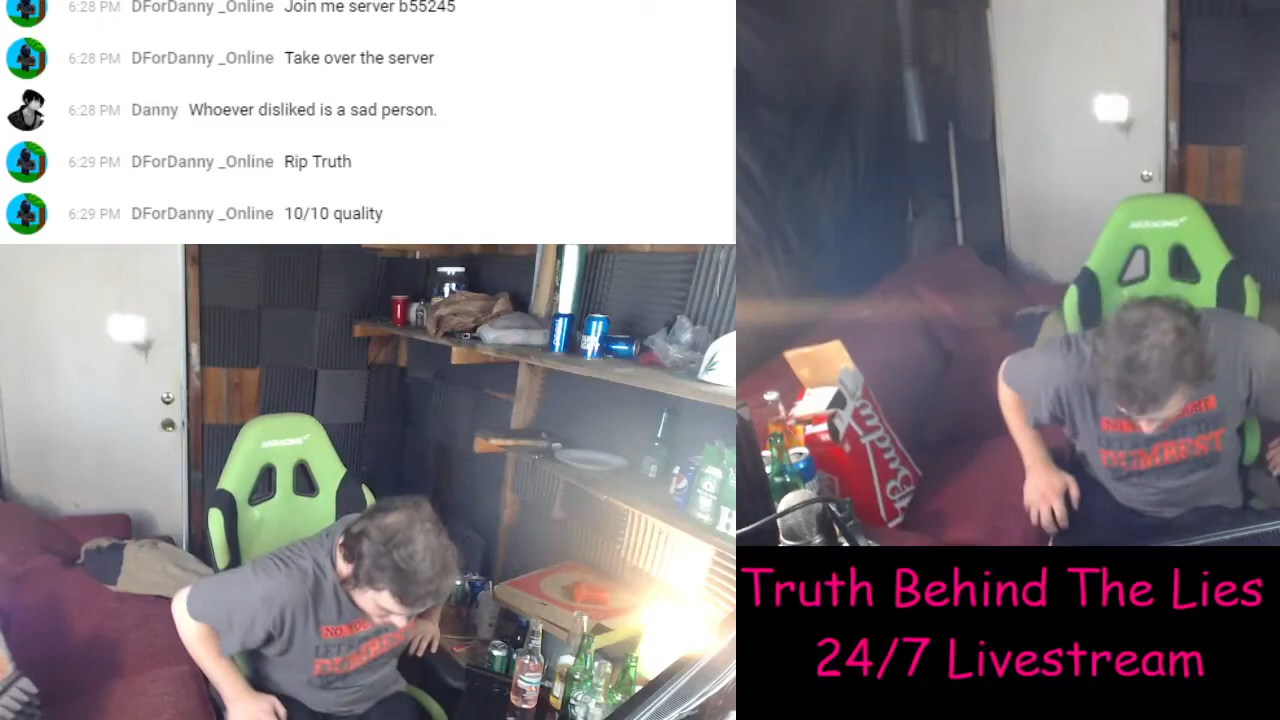 6:28 PM DForDanny _Online Join me server b55245
6:28 PM DForDanny _Online Take over the server
6:28 PM Danny Whoever disliked is a sad person.
6:29 PM DForDanny _Online Rip Truth
6:29 PM DForDanny _Online 10/10 quality
DUMBEST
DUMBEST
Truth Behind The Lies
24/7 Livestream